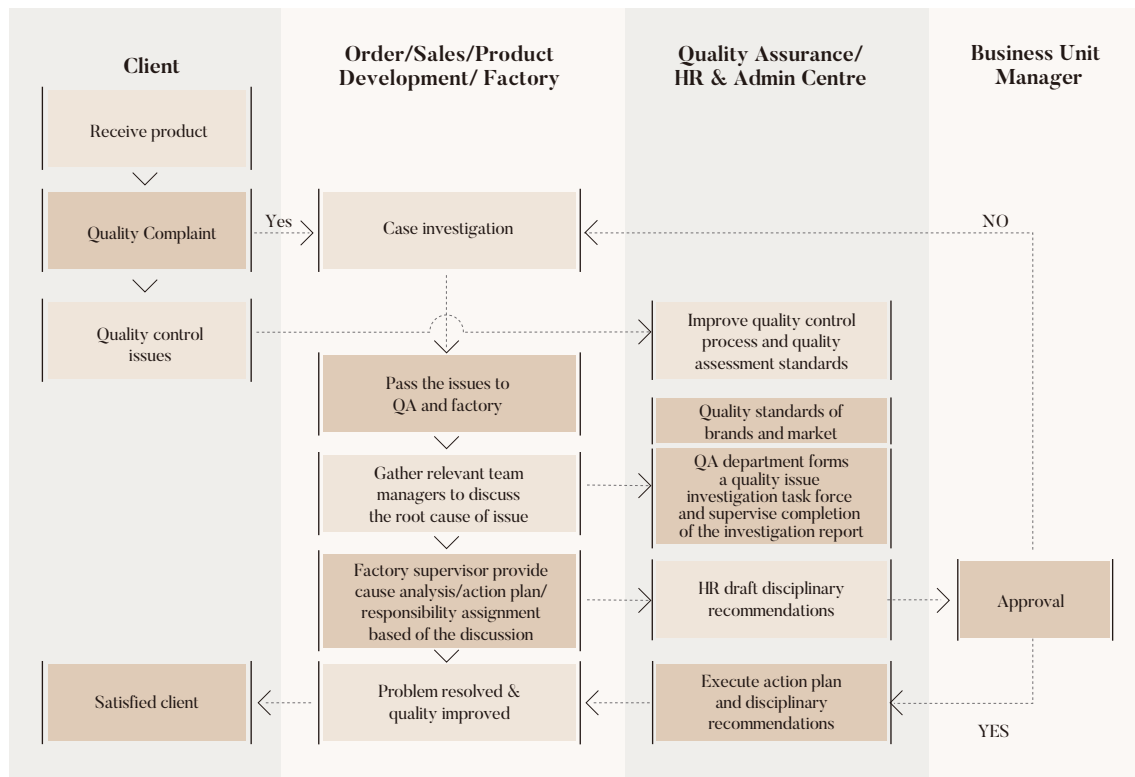 Client
Order/Sales/Product
Development/ Factory
Quality Assurance/
HR & Admin Centre
Business Unit
Manager
Receive product
Quality Complaint
Yes
Case investigation
NO
Quality control
issues
Improve quality control
process and quality
assessment standards
Pass the issues to
QA and factory
Quality standards of
brands and market
Gather relevant team
managers to discuss
the root cause of issue
QA department forms
a quality issue
investigation task force
and supervise completion
of the investigation report
Factory supervisor provide
cause analysis/action plan/
responsibility assignment
based of the discussion
HR draft disciplinary
recommendations
Approval
Satisfied client
Problem resolved &
quality improved
Execute action plan
and disciplinary
recommendations
YES